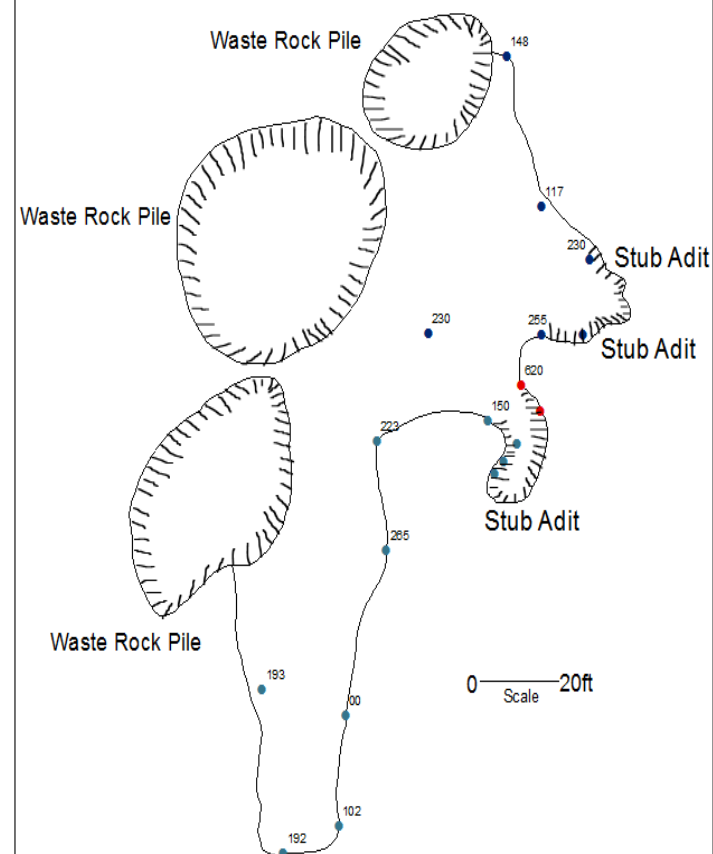 Waste Rock Pile
148
Waste Rock Pile
117
230
Stub Adit
230
255
Stub Adit
620
150
223
Stub Adit
265
Waste Rock Pile
193
0
20ft
Scale
00
102
192